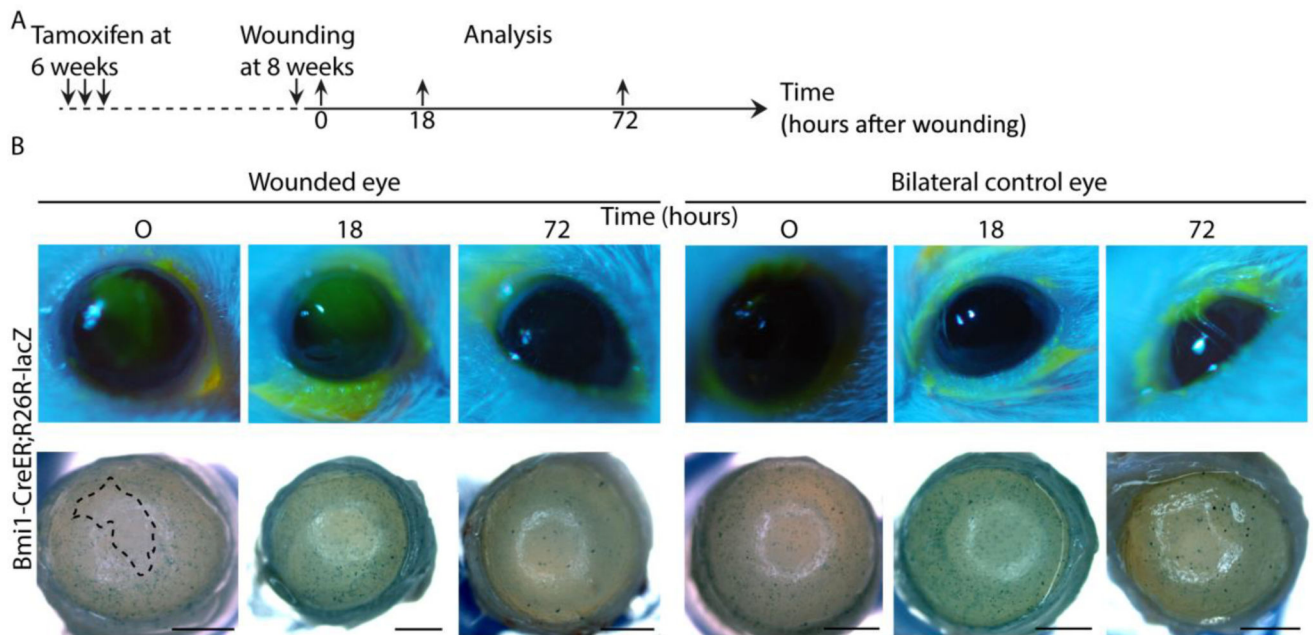 A
Tamoxifen at
6 weeks
Wounding
at 8 weeks
Analysis
0
18
72
Time
(hours after wounding)
B
Wounded eye
Bilateral control eye
Time (hours)
O
18
72
O
18
72
Bmi1-CreER;R26R-lacZ